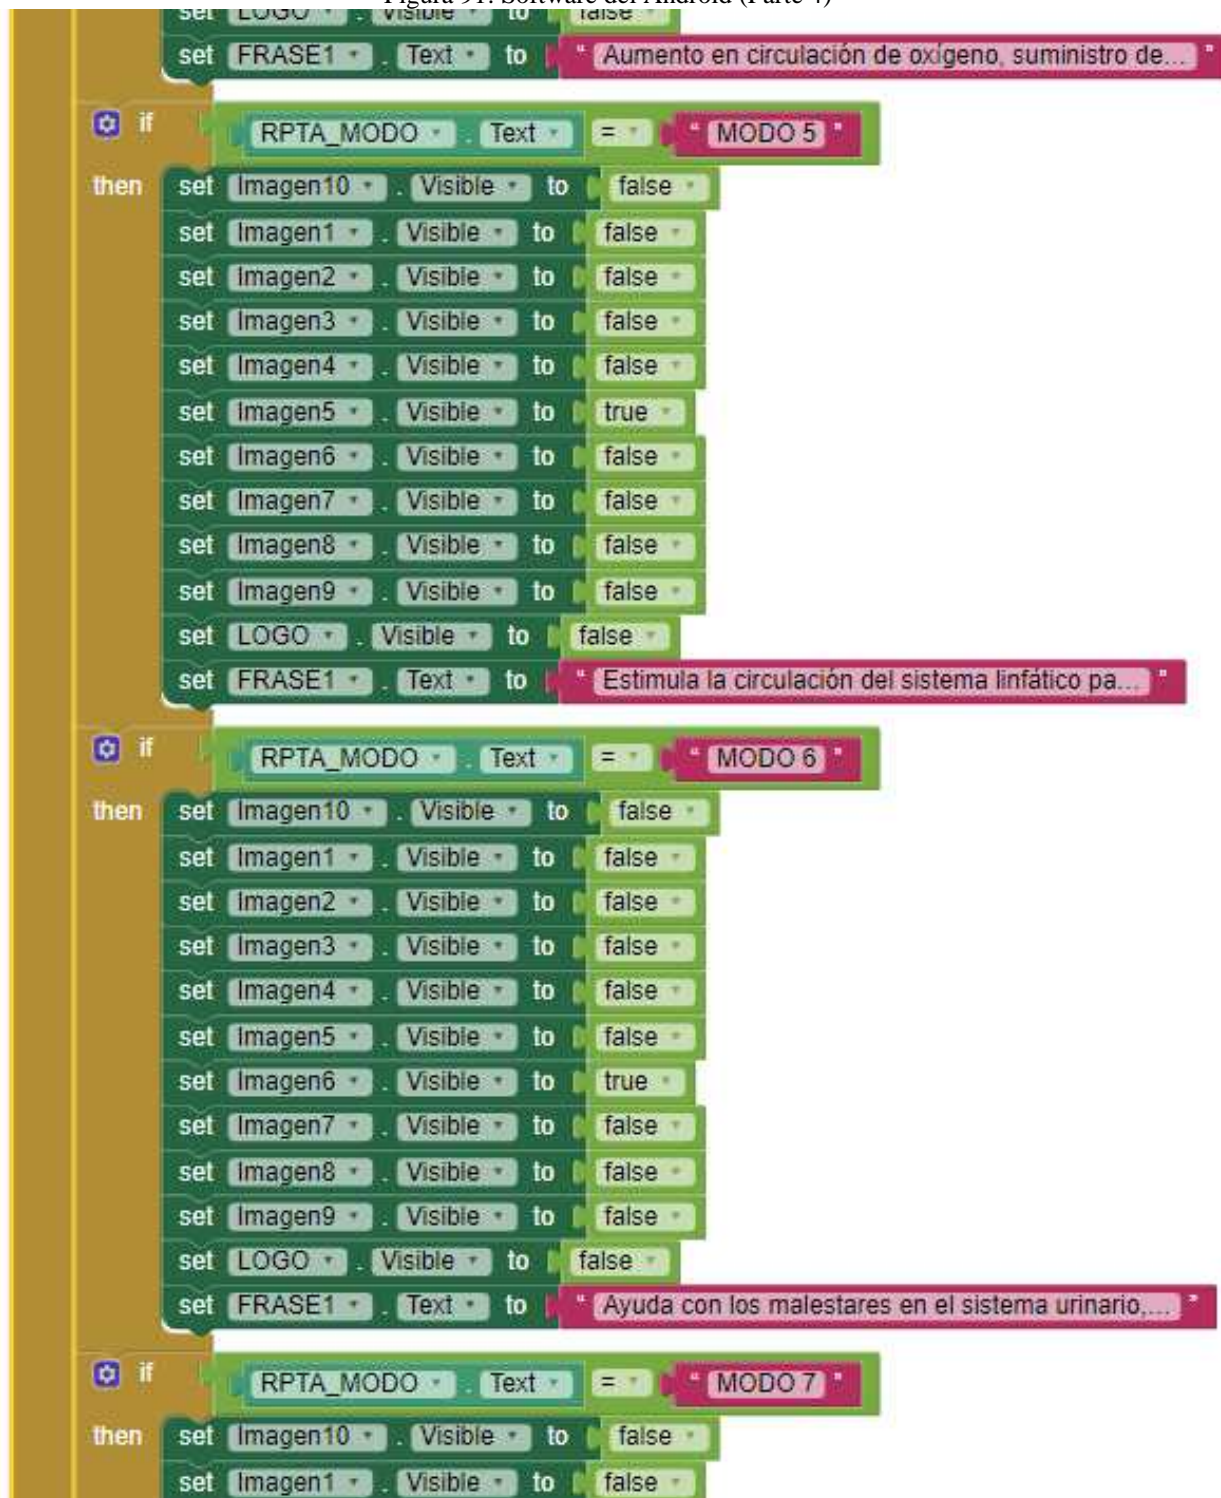 Figura 91: Software del Android (Parte 4)
set LOGO . Visible to false
set FRASE1 . Text to " Aumento en circulación de oxígeno, suministro de... "
if RPTA_MODO . Text = " MODO 5 "
then set Imagen10 . Visible to false
set Imagen1 . Visible to false
set Imagen2 . Visible to false
set Imagen3 . Visible to false
set Imagen4 . Visible to false
set Imagen5 . Visible to true
set Imagen6 . Visible to false
set Imagen7 . Visible to false
set Imagen8 . Visible to false
set Imagen9 . Visible to false
set LOGO . Visible to false
set FRASE1 . Text to " Estimula la circulación del sistema linfático pa... "
if RPTA_MODO . Text = " MODO 6 "
then set Imagen10 . Visible to false
set Imagen1 . Visible to false
set Imagen2 . Visible to false
set Imagen3 . Visible to false
set Imagen4 . Visible to false
set Imagen5 . Visible to false
set Imagen6 . Visible to true
set Imagen7 . Visible to false
set Imagen8 . Visible to false
set Imagen9 . Visible to false
set LOGO . Visible to false
set FRASE1 . Text to " Ayuda con los malestares en el sistema urinario,... "
if RPTA_MODO . Text = " MODO 7 "
then set Imagen10 . Visible to false
set Imagen1 . Visible to false